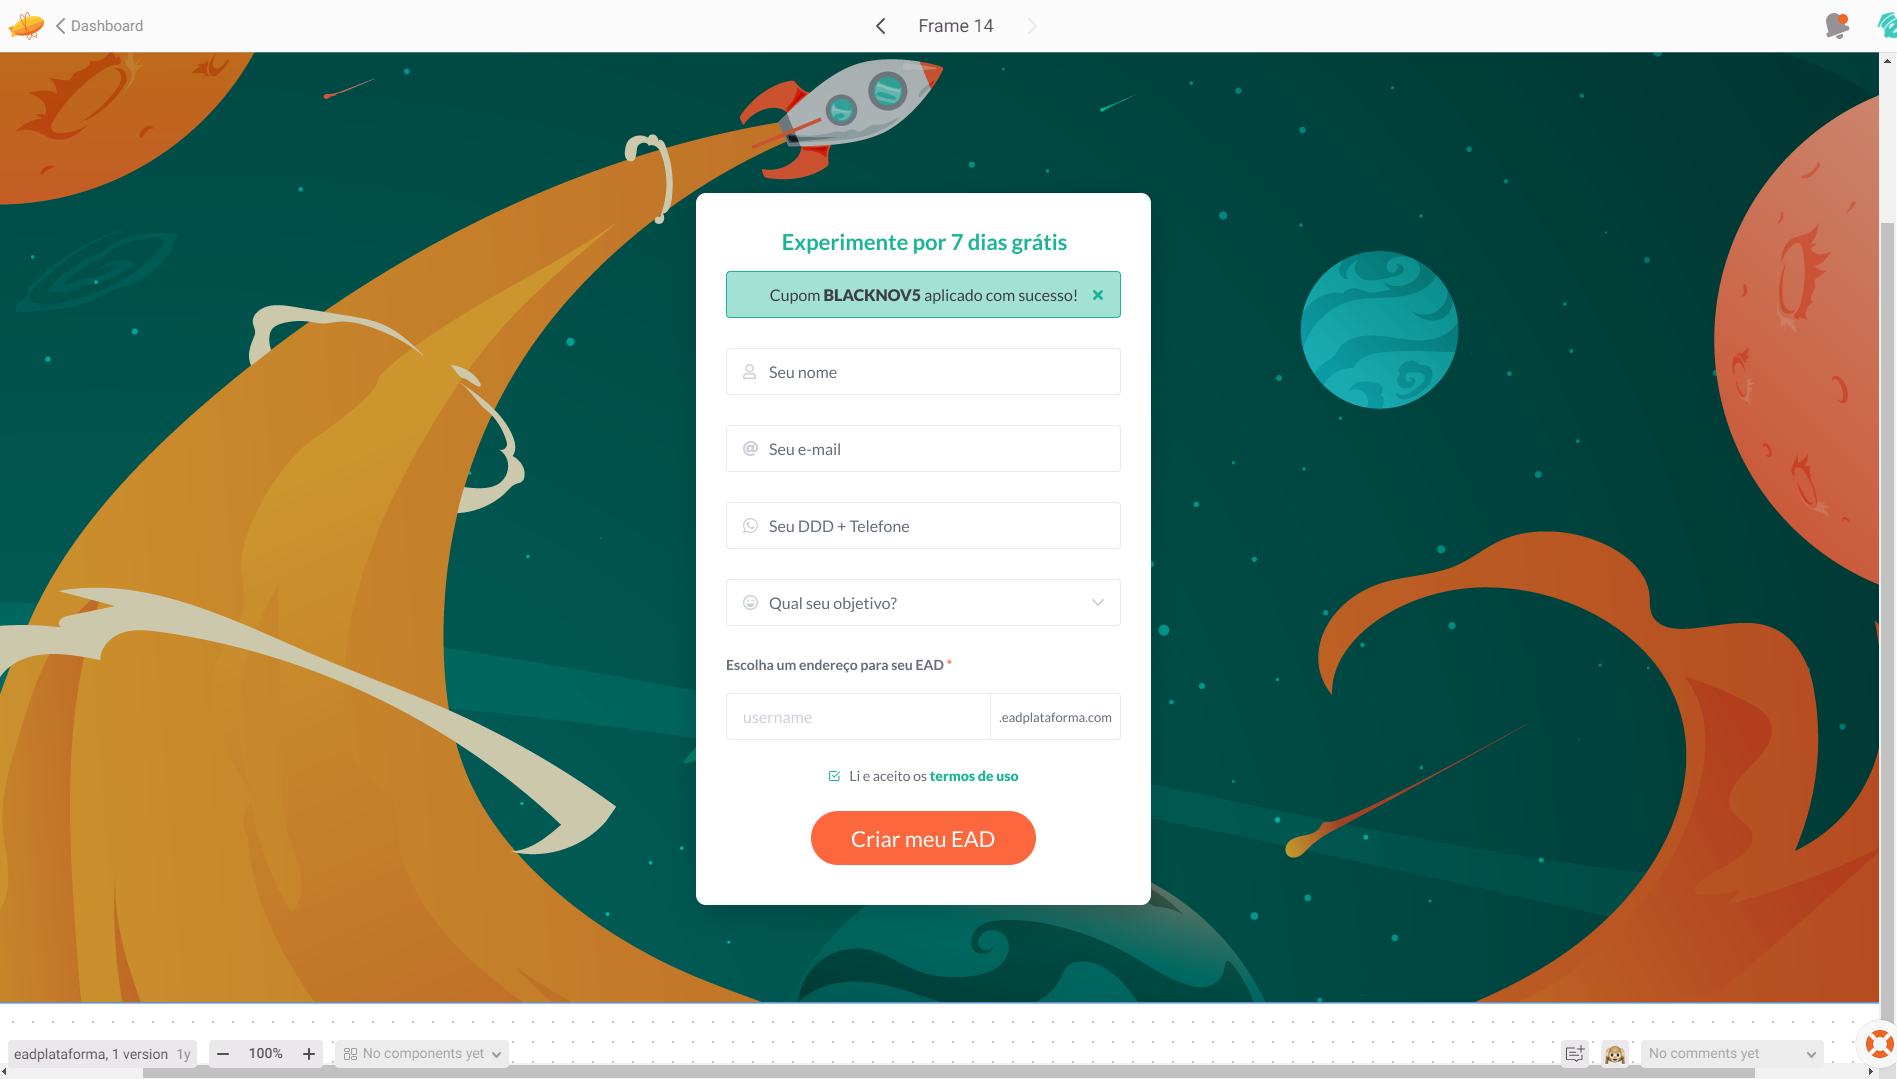 Dashboard
Frame 14
Experimente por 7 dias grátis
Cupom BLACKNOV5 aplicado com sucesso!
Seu nome
Seu e-mail
Seu DDD + Telefone
Qual seu objetivo?
Escolha um endereço para seu EAD *
username .eadplataforma.com
Li e aceito os termos de uso
Criar meu EAD
eadplataforma, 1 version 1y
100%
No components yet
No comments yet